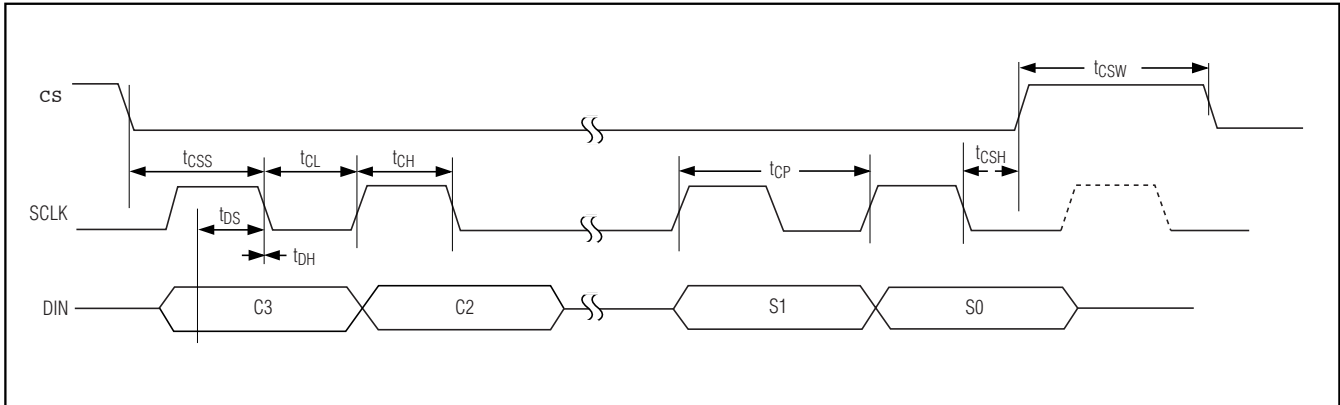 tCSW
CS
tCSS
tCL
tCH
tCP
tCSH
SCLK
tDS
tDH
DIN
C3
C2
S1
S0